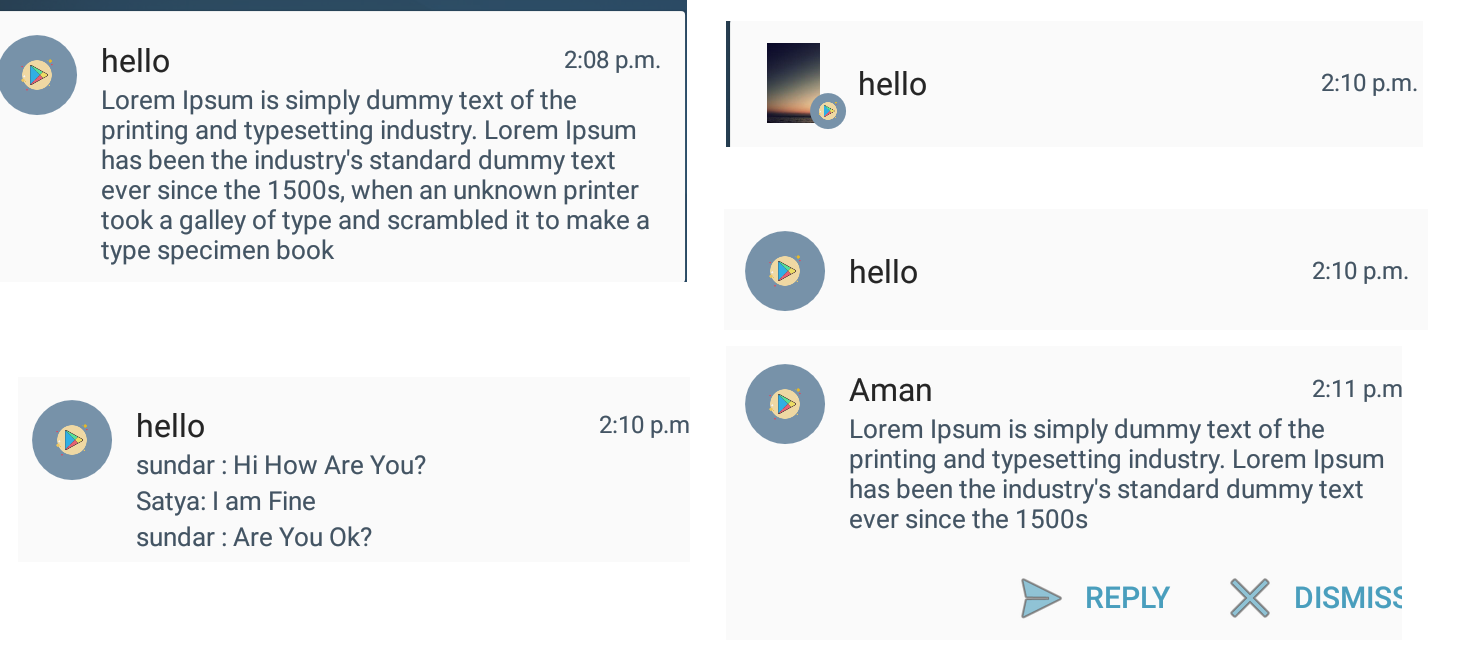 hello
2:08 p.m.
Lorem Ipsum is simply dummy text of the
printing and typesetting industry. Lorem Ipsum
has been the industry's standard dummy text
ever since the 1500s, when an unknown printer
took a galley of type and scrambled it to make a
type specimen book
hello
2:10 p.m
sundar : Hi How Are You?
Satya: I am Fine
sundar : Are You Ok?
hello
2:10 p.m.
hello
2:10 p.m.
Aman
2:11 p.m
Lorem Ipsum is simply dummy text of the
printing and typesetting industry. Lorem Ipsum
has been the industry's standard dummy text
ever since the 1500s
REPLY
DISMISS